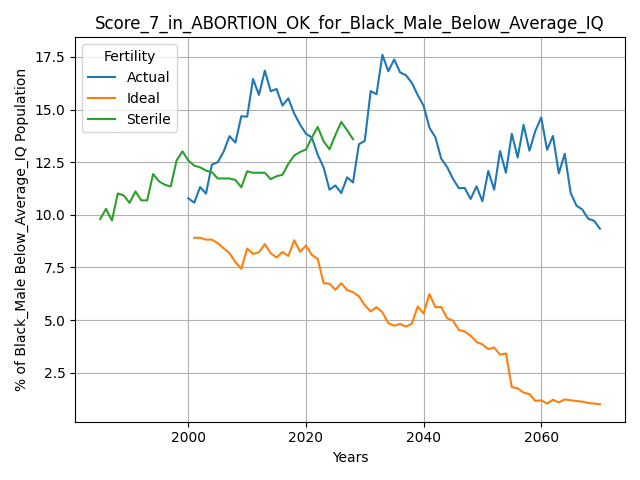 Score_7_in_ABORTION_OK_for_Black_Male_Below_Average_IQ
% of Black_Male Below_Average_IQ Population
17.5
15.0
12.5
10.0
7.5
5.0
2.5
Fertility
Actual
Ideal
Sterile
2000
2020
2040
2060
Years